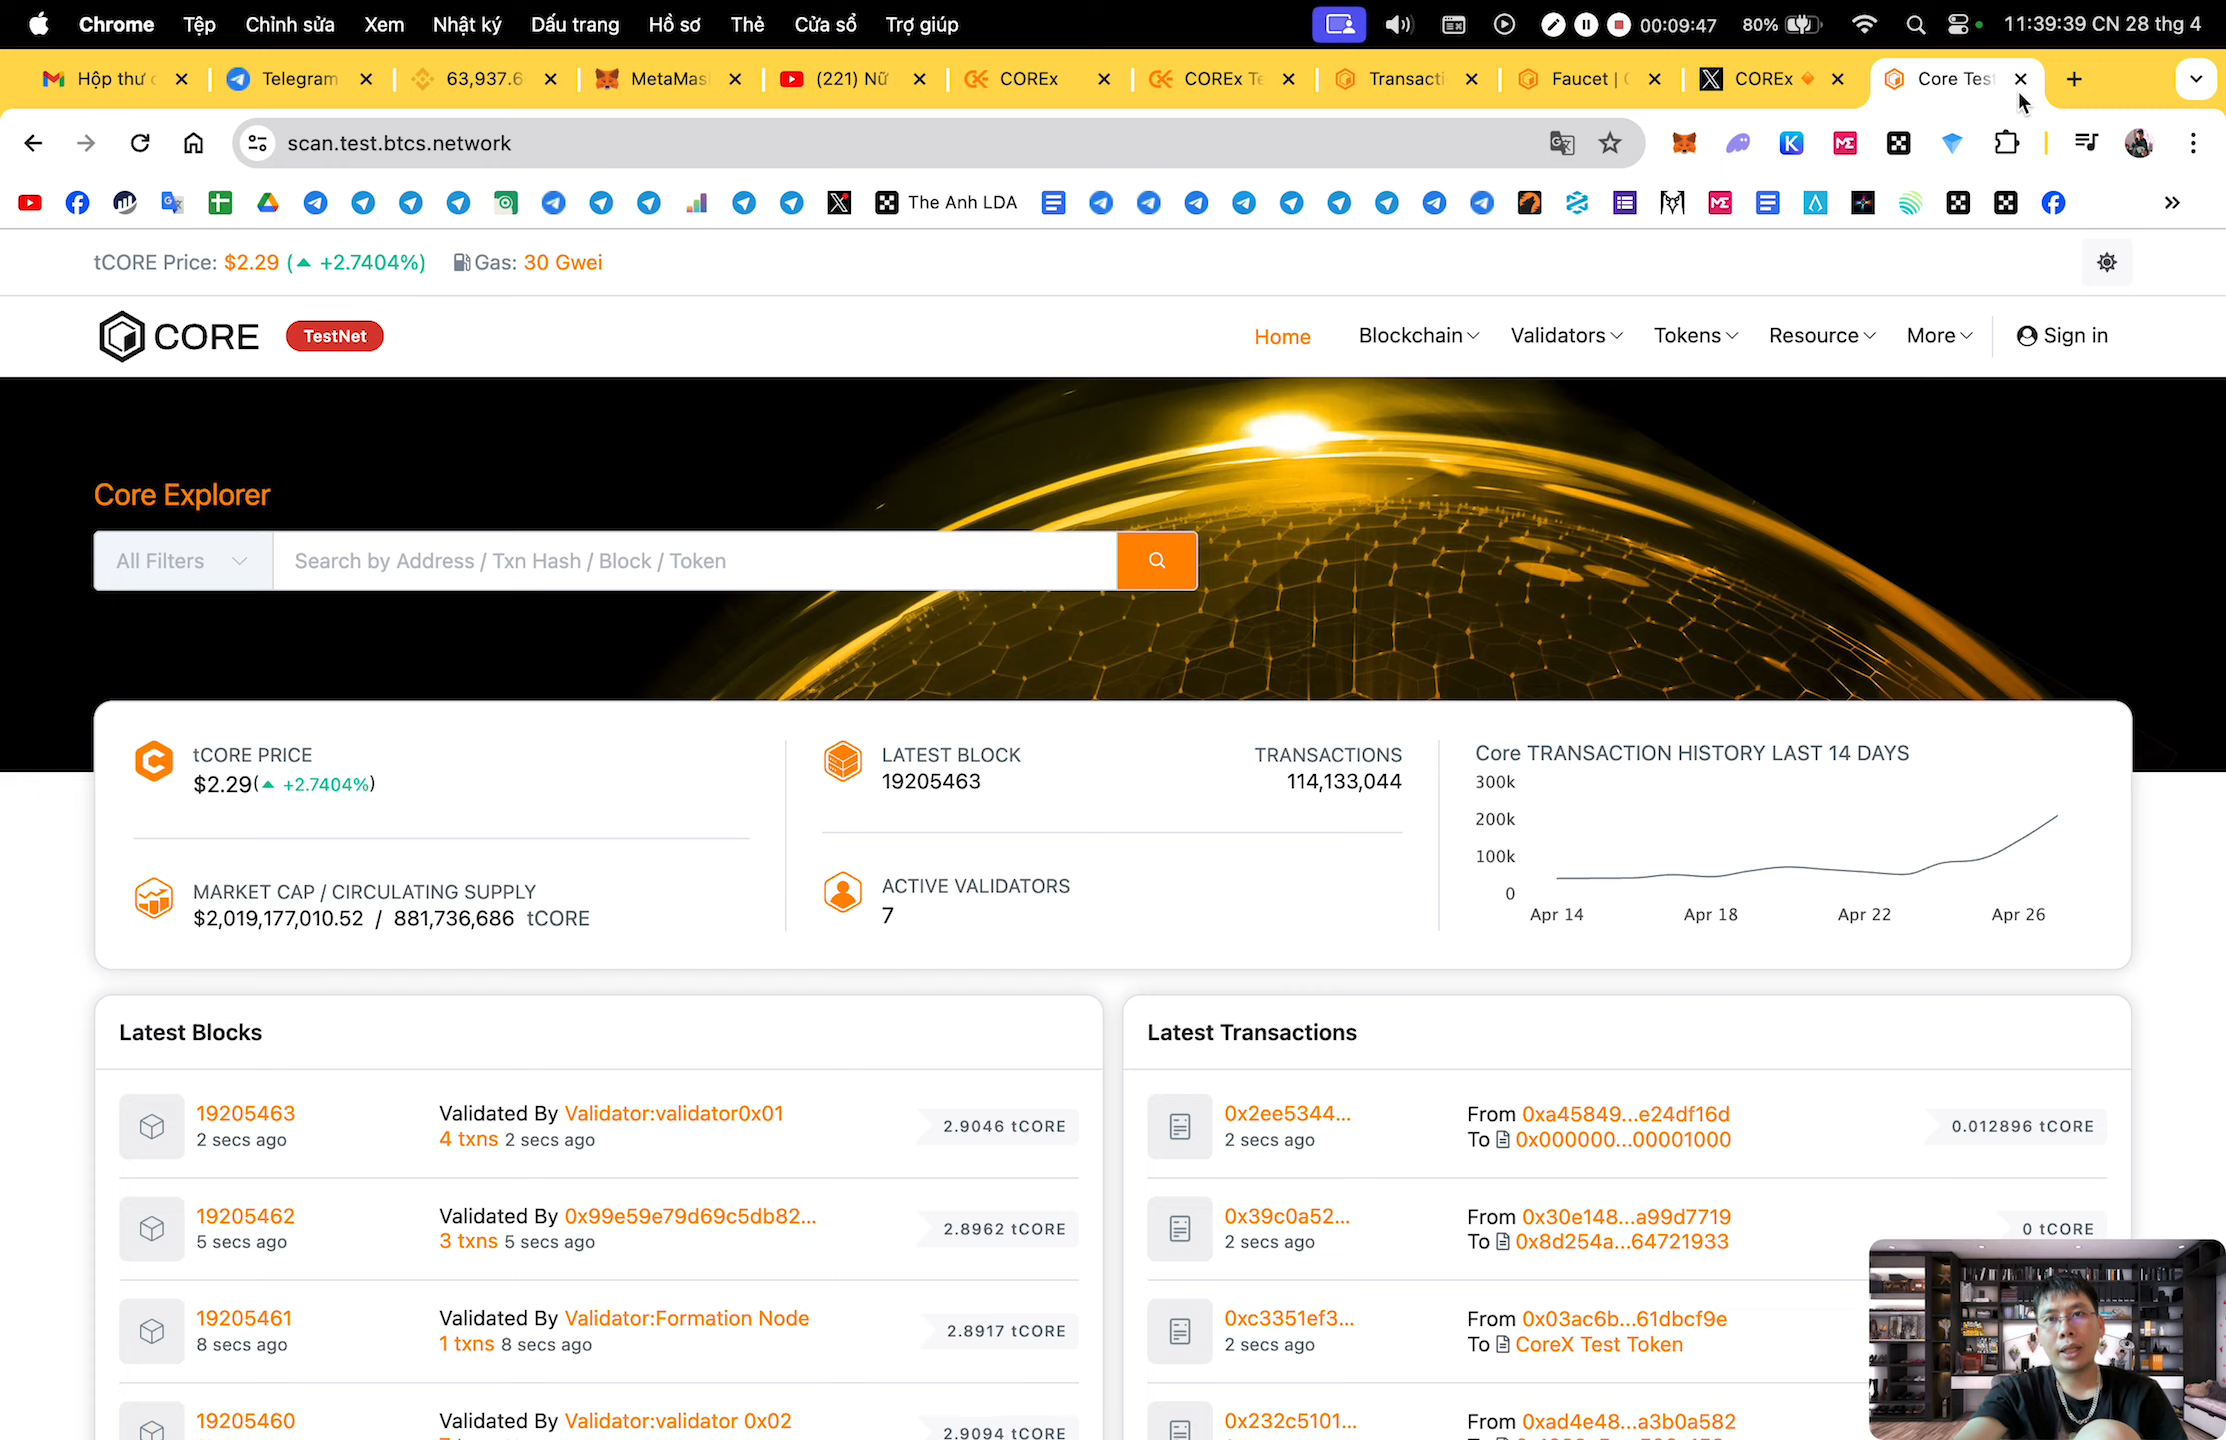 Chrome Tệp Chỉnh sửa Xem Nhật ký Dấu trang Hồ sơ Thẻ Cửa sổ Trợ giúp 00:09:47 80% 11:39:39 CN 28 thg 4
Hộp thư Telegram 63,937.6 MetaMas (221) Nữ COREx COREx Te Transacti Faucet | COREx Core Test
scan.test.btcs.network
The Anh LDA
tCORE Price: $2.29 (+2.7404%) Gas: 30 Gwei
CORE TestNet Home Blockchain Validators Tokens Resource More Sign in
Core Explorer
All Filters Search by Address / Txn Hash / Block / Token
tCORE PRICE
$2.29( +2.7404%)
MARKET CAP / CIRCULATING SUPPLY
$2,019,177,010.52 / 881,736,686 tCORE
LATEST BLOCK
19205463
TRANSACTIONS
114,133,044
ACTIVE VALIDATORS
7
Core TRANSACTION HISTORY LAST 14 DAYS
300k
200k
100k
0
Apr 14 Apr 18 Apr 22 Apr 26
Latest Blocks
19205463 Validated By Validator:validator0x01 2.9046 tCORE
2 secs ago 4 txns 2 secs ago
19205462 Validated By 0x99e59e79d69c5db82... 2.8962 tCORE
5 secs ago 3 txns 5 secs ago
19205461 Validated By Validator:Formation Node 2.8917 tCORE
8 secs ago 1 txns 8 secs ago
19205460 Validated By Validator:validator 0x02 2.9094 tCORE
Latest Transactions
0x2ee5344... From 0xa45849...e24df16d 0.012896 tCORE
2 secs ago To 0x000000...00001000
0x39c0a52... From 0x30e148...a99d7719 0 tCORE
2 secs ago To 0x8d254a...64721933
0xc3351ef3... From 0x03ac6b...61dbcf9e
2 secs ago To CoreX Test Token
0x232c5101... From 0xad4e48...a3b0a582